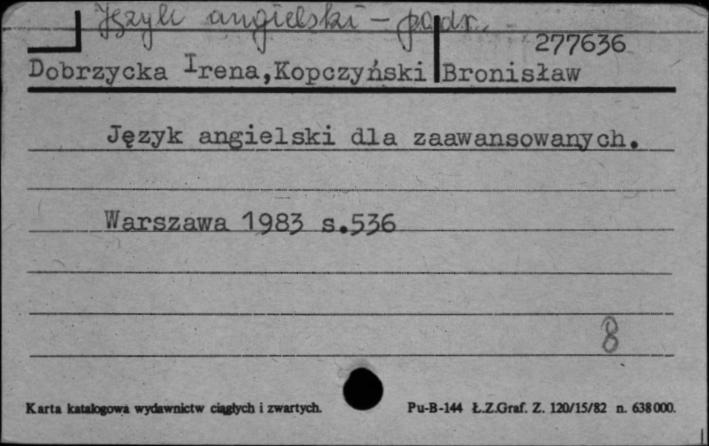 Język angielski - podr.
277636
Dobrzycka Irena,Kopczyński Bronisław
Język angielski dla zaawansowanych.
Warszawa 1983 s.536
8
Karta katalogowa wydawnictw ciągłych i zwartych. Pu-B-144 Ł.Z.Graf. Z. 120/15/82 n. 638000.